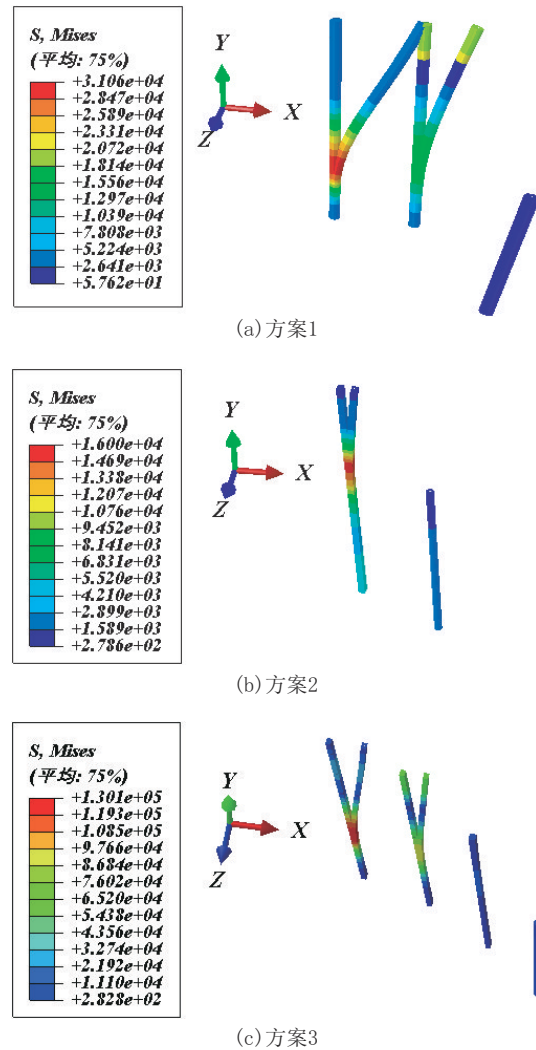 S, Mises
(平均: 75%)
+3.106e+04
+2.847e+04
+2.589e+04
+2.331e+04
+2.072e+04
+1.814e+04
+1.556e+04
+1.297e+04
+1.039e+04
+7.808e+03
+5.224e+03
+2.641e+03
+5.762e+01
Y
X
Z
(a)方案1
S, Mises
(平均: 75%)
+1.600e+04
+1.469e+04
+1.338e+04
+1.207e+04
+1.076e+04
+9.452e+03
+8.141e+03
+6.831e+03
+5.520e+03
+4.210e+03
+2.899e+03
+1.589e+03
+2.786e+02
Y
X
Z
(b)方案2
S, Mises
(平均: 75%)
+1.301e+05
+1.193e+05
+1.085e+05
+9.766e+04
+8.684e+04
+7.602e+04
+6.520e+04
+5.438e+04
+4.356e+04
+3.274e+04
+2.192e+04
+1.110e+04
+2.828e+02
Y
X
Z
(c)方案3